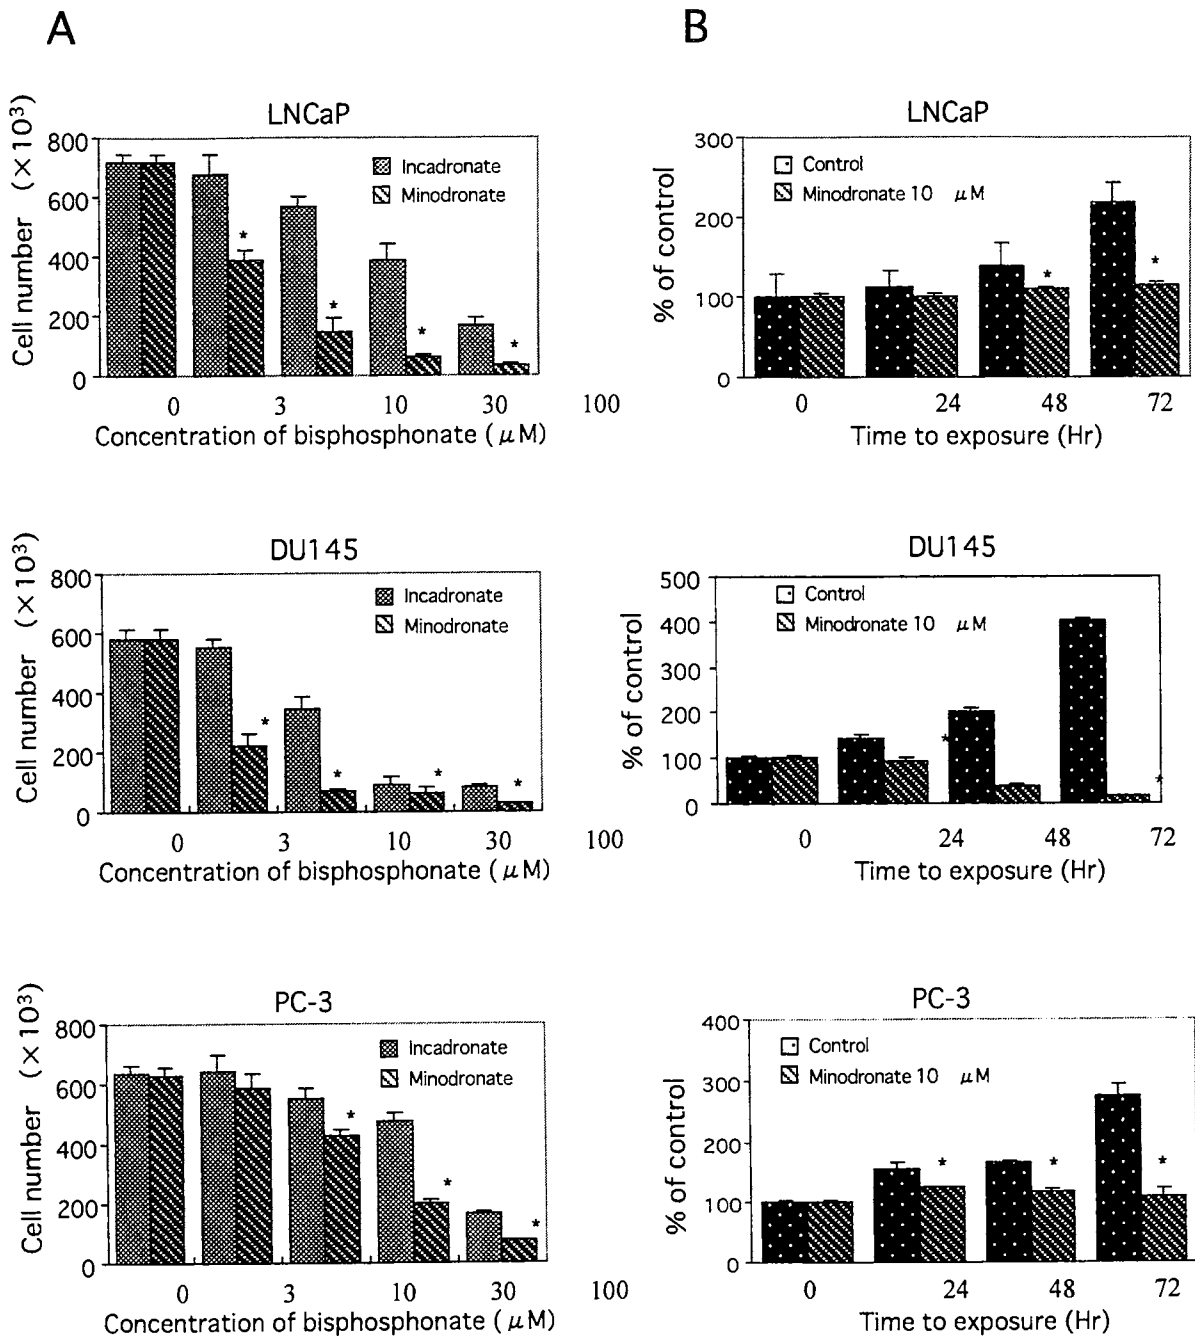 A
LNCaP
Cell number (×10³)
800
600
400
200
0
Incadronate
Minodronate
*
*
*
*
0 3 10 30 100
Concentration of bisphosphonate (μM)
DU145
Cell number (×10³)
800
600
400
200
0
Incadronate
Minodronate
*
*
*
*
0 3 10 30 100
Concentration of bisphosphonate (μM)
PC-3
Cell number (×10³)
800
600
400
200
0
Incadronate
Minodronate
*
*
*
0 3 10 30 100
Concentration of bisphosphonate (μM)
B
LNCaP
% of control
300
200
100
0
Control
Minodronate 10 μM
*
*
0 24 48 72
Time to exposure (Hr)
DU145
% of control
500
400
300
200
100
0
Control
Minodronate 10 μM
*
*
0 24 48 72
Time to exposure (Hr)
PC-3
% of control
400
300
200
100
0
Control
Minodronate 10 μM
*
*
*
0 24 48 72
Time to exposure (Hr)